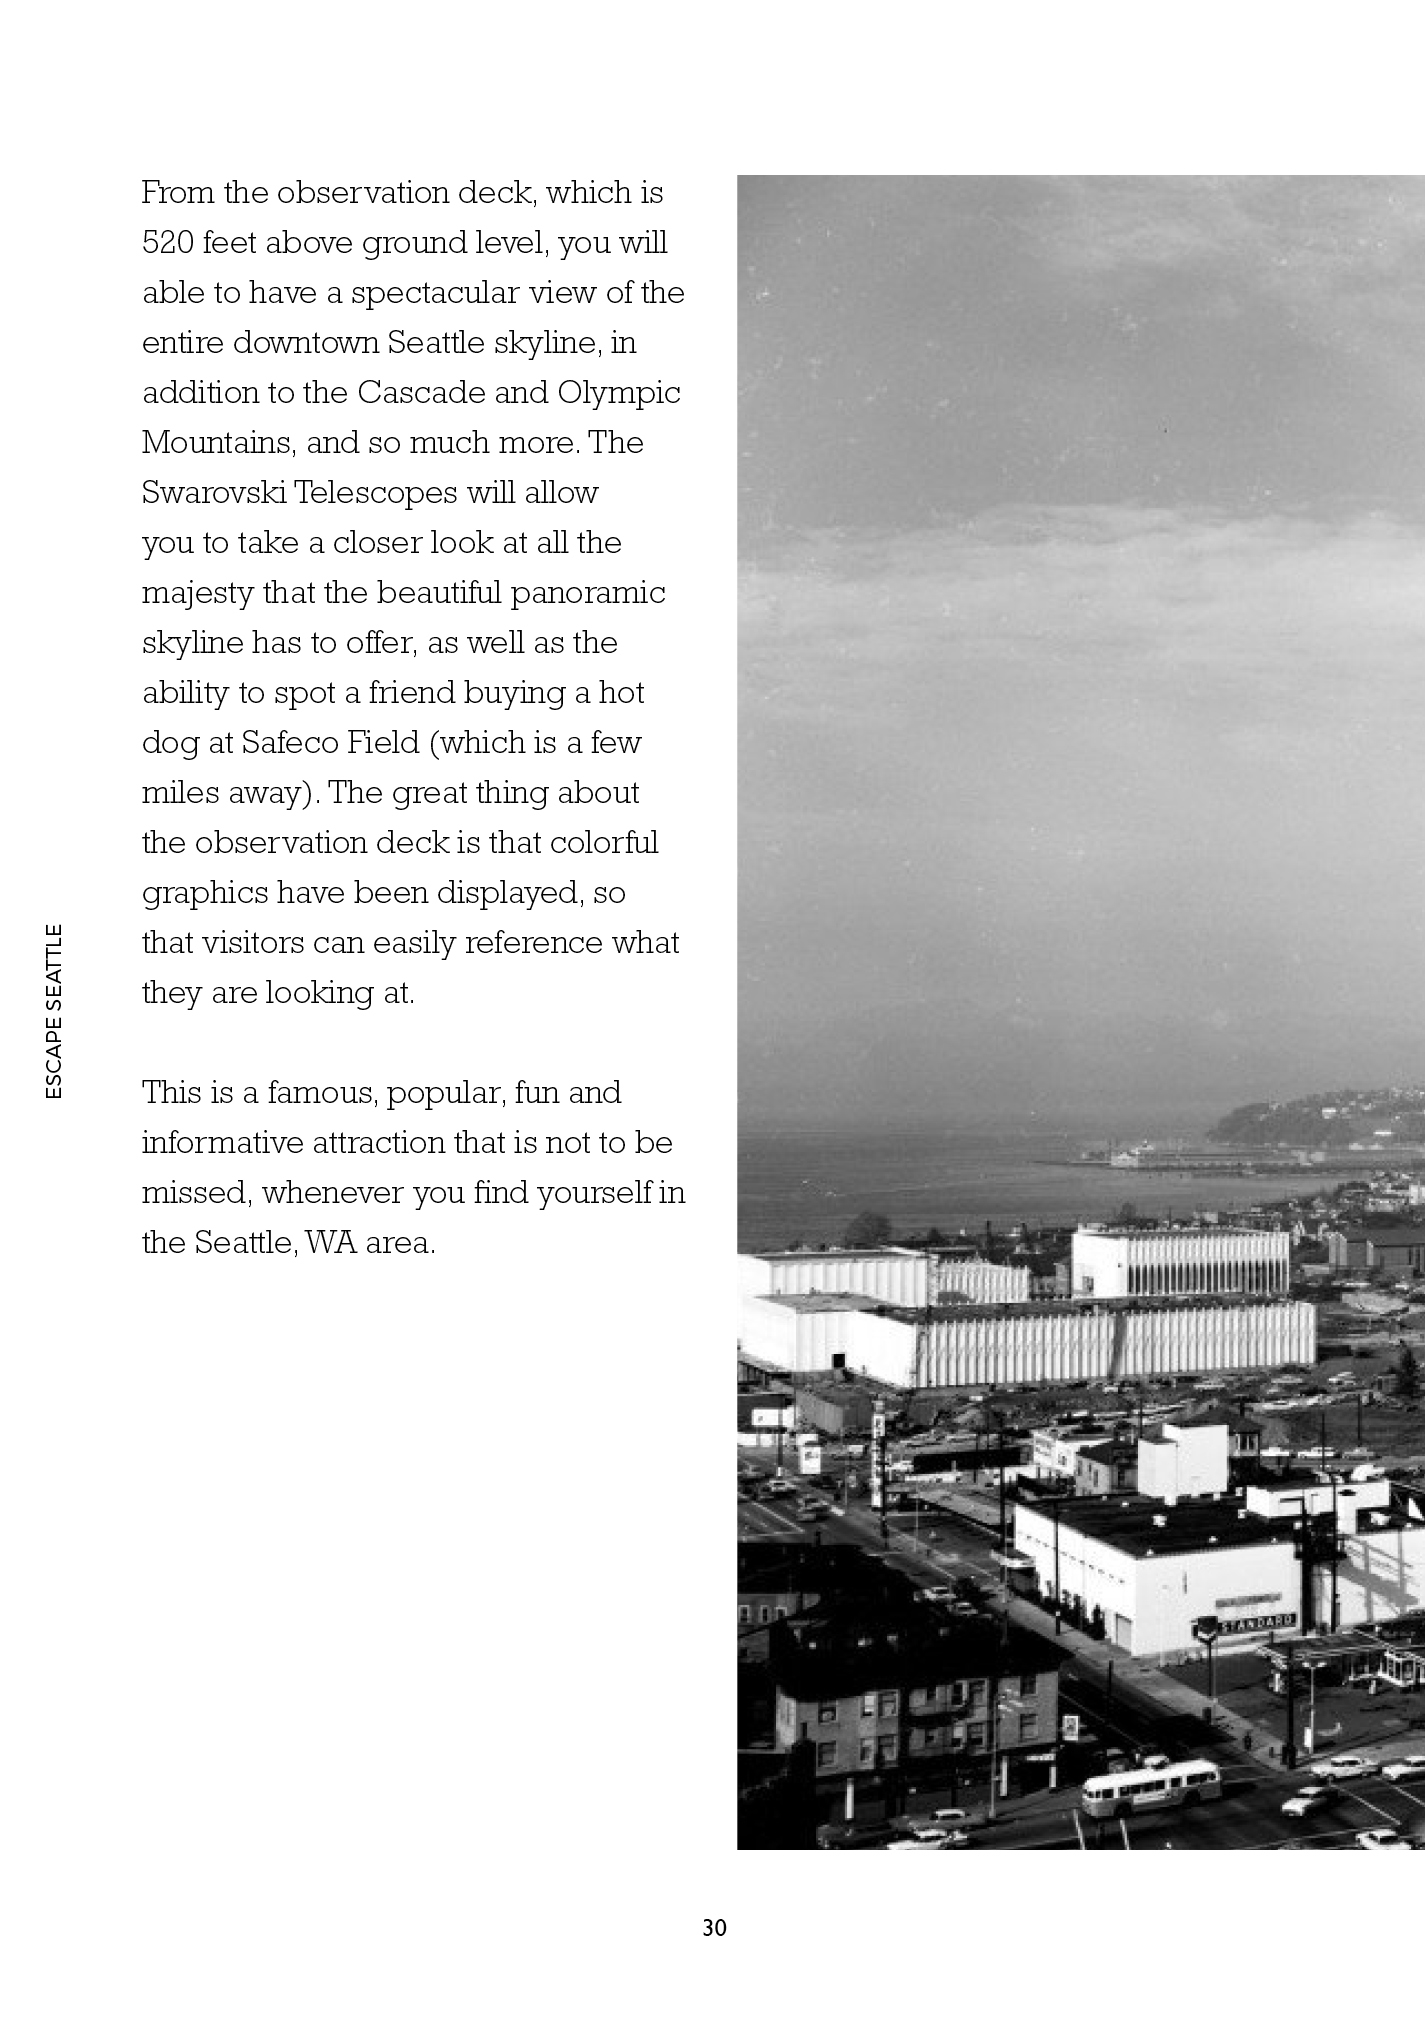 From the observation deck, which is
520 feet above ground level, you will
able to have a spectacular view of the
entire downtown Seattle skyline, in
addition to the Cascade and Olympic
Mountains, and so much more. The
Swarovski Telescopes will allow
you to take a closer look at all the
majesty that the beautiful panoramic
skyline has to offer, as well as the
ability to spot a friend buying a hot
dog at Safeco Field (which is a few
miles away). The great thing about
the observation deck is that colorful
graphics have been displayed, so
that visitors can easily reference what
they are looking at.
This is a famous, popular, fun and
informative attraction that is not to be
missed, whenever you find yourself in
the Seattle, WA area.
ESCAPE SEATTLE
STANDARD
30